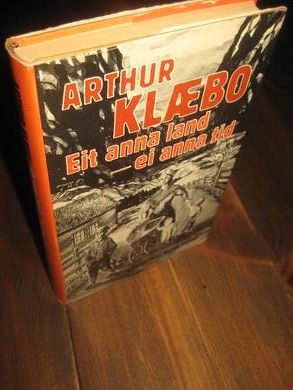 ARTHUR
KLÆBO
Eit anna land
— ei anna tid